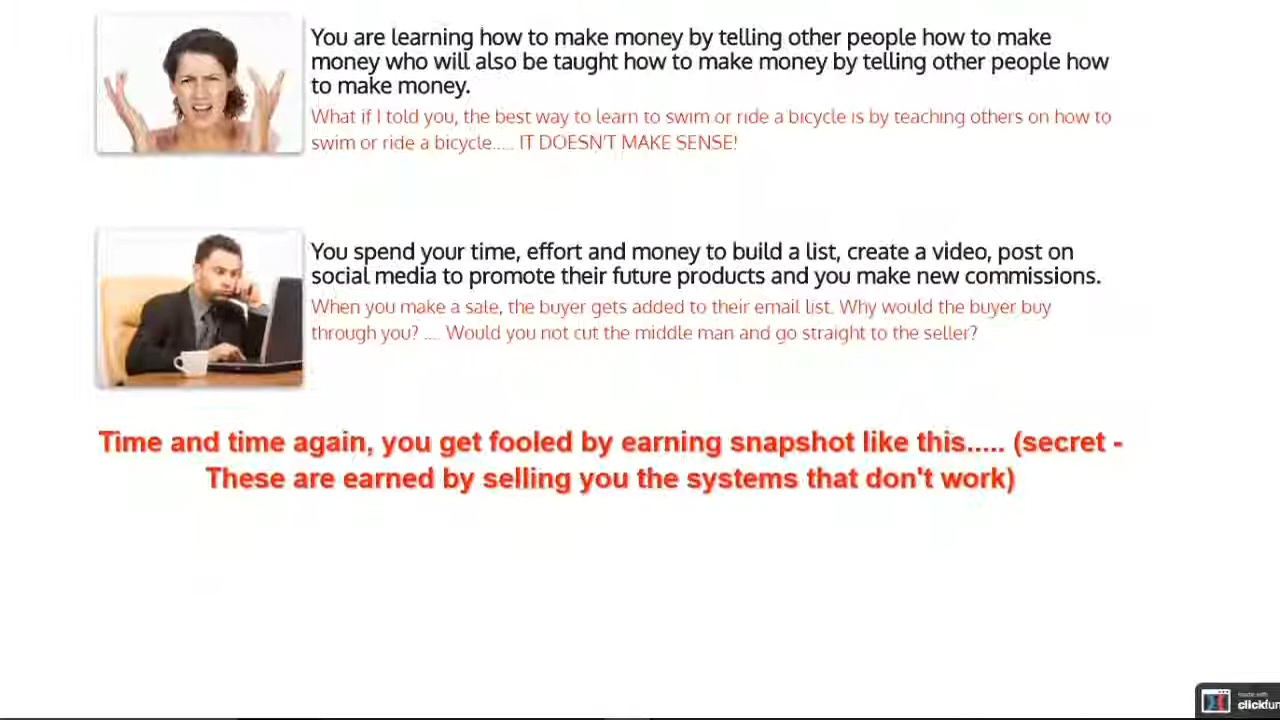 You are learning how to make money by telling other people how to make
money who will also be taught how to make money by telling other people how
to make money.
What if I told you, the best way to learn to swim or ride a bicycle is by teaching others on how to
swim or ride a bicycle..... IT DOESN'T MAKE SENSE!
You spend your time, effort and money to build a list, create a video, post on
social media to promote their future products and you make new commissions.
When you make a sale, the buyer gets added to their email list. Why would the buyer buy
through you? .... Would you not cut the middle man and go straight to the seller?
Time and time again, you get fooled by earning snapshot like this..... (secret -
These are earned by selling you the systems that don't work)
made with
clickfun